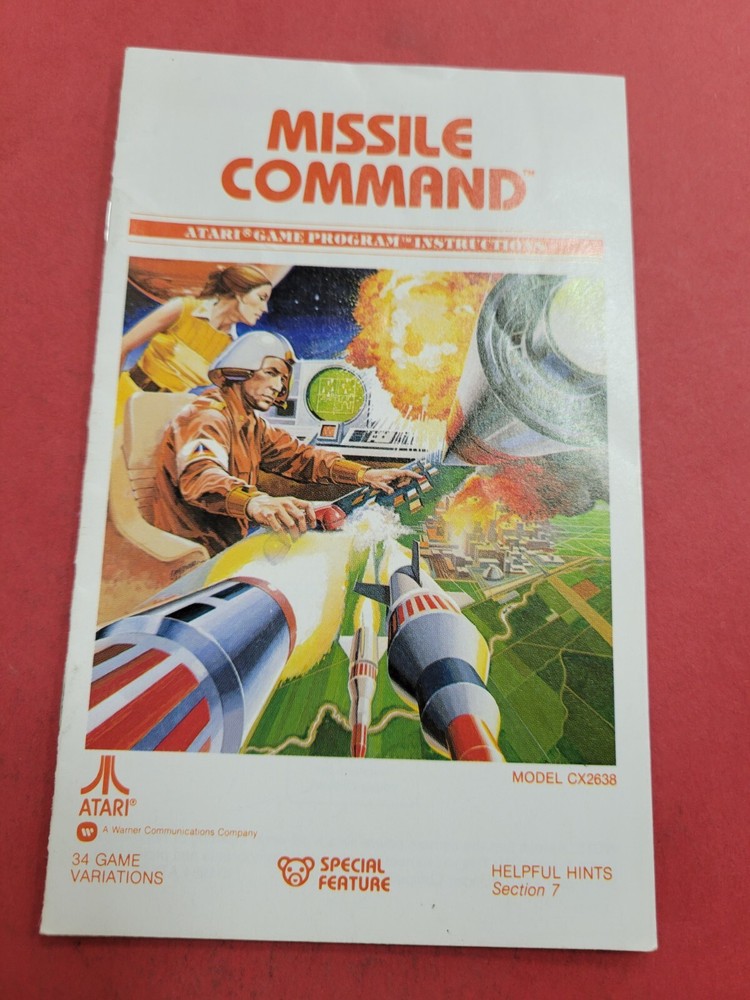 MISSILE
COMMAND™
ATARI® GAME PROGRAM™ INSTRUCTIONS
MODEL CX2638
ATARI®
W A Warner Communications Company
34 GAME
VARIATIONS
SPECIAL
FEATURE
HELPFUL HINTS
Section 7